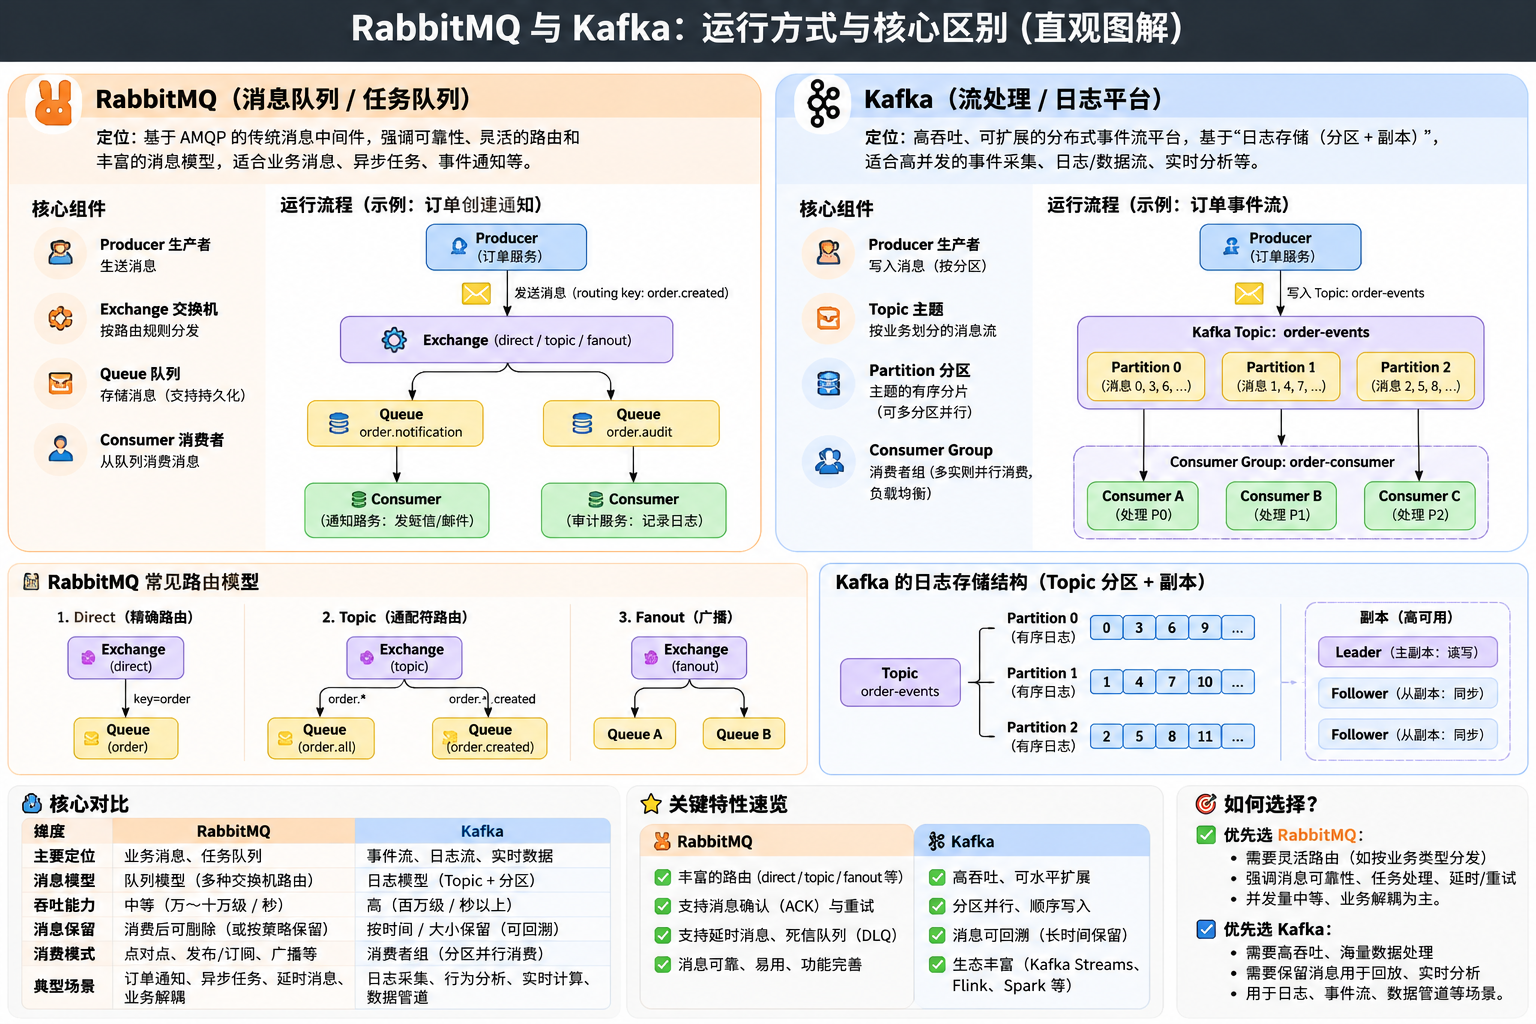 RabbitMQ 与 Kafka：运行方式与核心区别 (直观图解)
RabbitMQ（消息队列 / 任务队列）
定位：基于 AMQP 的传统消息中间件，强调可靠性、灵活的路由和
丰富的消息模型，适合业务消息、异步任务、事件通知等。
核心组件
Producer 生产者
生送消息
Exchange 交换机
按路由规则分发
Queue 队列
存储消息（支持持久化）
Consumer 消费者
从队列消费消息
运行流程（示例：订单创建通知）
Producer
（订单服务）
发送消息（routing key: order.created）
Exchange (direct / topic / fanout)
Queue
order.notification
Queue
order.audit
Consumer
（通知服务：发短信/邮件）
Consumer
（审计服务：记录日志）
Kafka（流处理 / 日志平台）
定位：高吞吐、可扩展的分布式事件流平台，基于“日志存储（分区 + 副本）”，
适合高并发的事件采集、日志/数据流、实时分析等。
核心组件
Producer 生产者
写入消息（按分区）
Topic 主题
按业务划分的消息流
Partition 分区
主题的有序分片
（可多分区并行）
Consumer Group
消费者组 (多实则并行消费，
负载均衡）
运行流程（示例：订单事件流）
Producer
（订单服务）
写入 Topic: order-events
Kafka Topic：order-events
Partition 0
（消息 0, 3, 6, ...）
Partition 1
（消息 1, 4, 7, ...）
Partition 2
（消息 2, 5, 8, ...）
Consumer Group: order-consumer
Consumer A
（处理 P0）
Consumer B
（处理 P1）
Consumer C
（处理 P2）
RabbitMQ 常见路由模型
1. Direct（精确路由）
Exchange
(direct)
key=order
Queue
(order)
2. Topic（通配符路由）
Exchange
(topic)
order.*
order.*.created
Queue
(order.all)
Queue
(order.created)
3. Fanout（广播）
Exchange
(fanout)
Queue A
Queue B
Kafka 的日志存储结构（Topic 分区 + 副本）
Topic
order-events
Partition 0
（有序日志）
0 3 6 9 ...
Partition 1
（有序日志）
1 4 7 10 ...
Partition 2
（有序日志）
2 5 8 11 ...
副本（高可用）
Leader（主副本：读写）
Follower（从副本：同步）
Follower（从副本：同步）
核心对比
维度 RabbitMQ Kafka
主要定位 业务消息、任务队列 事件流、日志流、实时数据
消息模型 队列模型（多种交换机路由） 日志模型（Topic + 分区）
吞吐能力 中等（万～十万级 / 秒） 高（百万级 / 秒以上）
消息保留 消费后可删除（或按策略保留） 按时间 / 大小保留（可回溯）
消费模式 点对点、发布/订阅、广播等 消费者组（分区并行消费）
典型场景 订单通知、异步任务、延时消息、 日志采集、行为分析、实时计算、
业务解耦 数据管道
关键特性速览
RabbitMQ
丰富的路由 (direct / topic / fanout 等)
支持消息确认（ACK）与重试
支持延时消息、死信队列（DLQ）
消息可靠、易用、功能完善
Kafka
高吞吐、可水平扩展
分区并行、顺序写入
消息可回溯（长时间保留）
生态丰富（Kafka Streams、
Flink、Spark 等）
如何选择？
优先选 RabbitMQ：
• 需要灵活路由（如按业务类型分发）
• 强调消息可靠性、任务处理、延时/重试
• 并发量中等、业务解耦为主。
优先选 Kafka：
• 需要高吞吐、海量数据处理
• 需要保留消息用于回放、实时分析
• 用于日志、事件流、数据管道等场景。